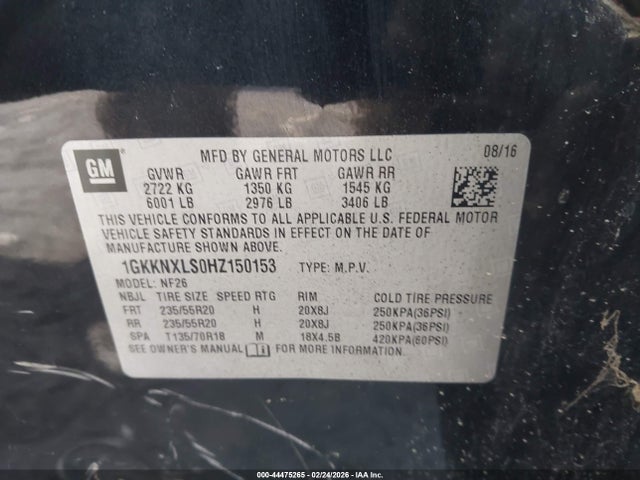 GM
MFD BY GENERAL MOTORS LLC 08/16
GVWR GAWR FRT GAWR RR
2722 KG 1350 KG 1545 KG
6001 LB 2976 LB 3406 LB
THIS VEHICLE CONFORMS TO ALL APPLICABLE U.S. FEDERAL MOTOR
VEHICLE SAFETY STANDARDS IN EFFECT ON THE DATE OF
MANUFACTURE SHOWN ABOVE.
1GKKNXLS0HZ150153 TYPE: M.P.V.
MODEL: NF26
NBJL TIRE SIZE SPEED RTG RIM COLD TIRE PRESSURE
FRT 235/55R20 H 20X8J 250KPA(36PSI)
RR 235/55R20 H 20X8J 250KPA(36PSI)
SPA T135/70R18 M 18X4.5B 420KPA(60PSI)
SEE OWNER'S MANUAL FOR MORE INFORMATION.
000-44475265 - 02/24/2026 - IAA, Inc.